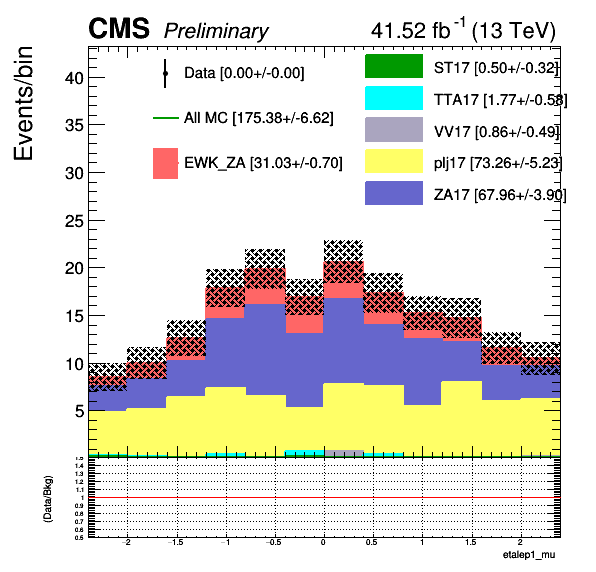 CMS Preliminary 41.52 fb⁻¹ (13 TeV)
Events/bin
40
35
30
25
20
15
10
5
Data [0.00+/-0.00]
All MC [175.38+/-6.62]
EWK_ZA [31.03+/-0.70]
ST17 [0.50+/-0.32]
TTA17 [1.77+/-0.58]
VV17 [0.86+/-0.49]
plj17 [73.26+/-5.23]
ZA17 [67.96+/-3.90]
(Data/Bkg)
1.5
1.4
1.3
1.2
1.1
1
0.9
0.8
0.7
0.6
0.5
−2 −1.5 −1 −0.5 0 0.5 1 1.5 2
etalep1_mu